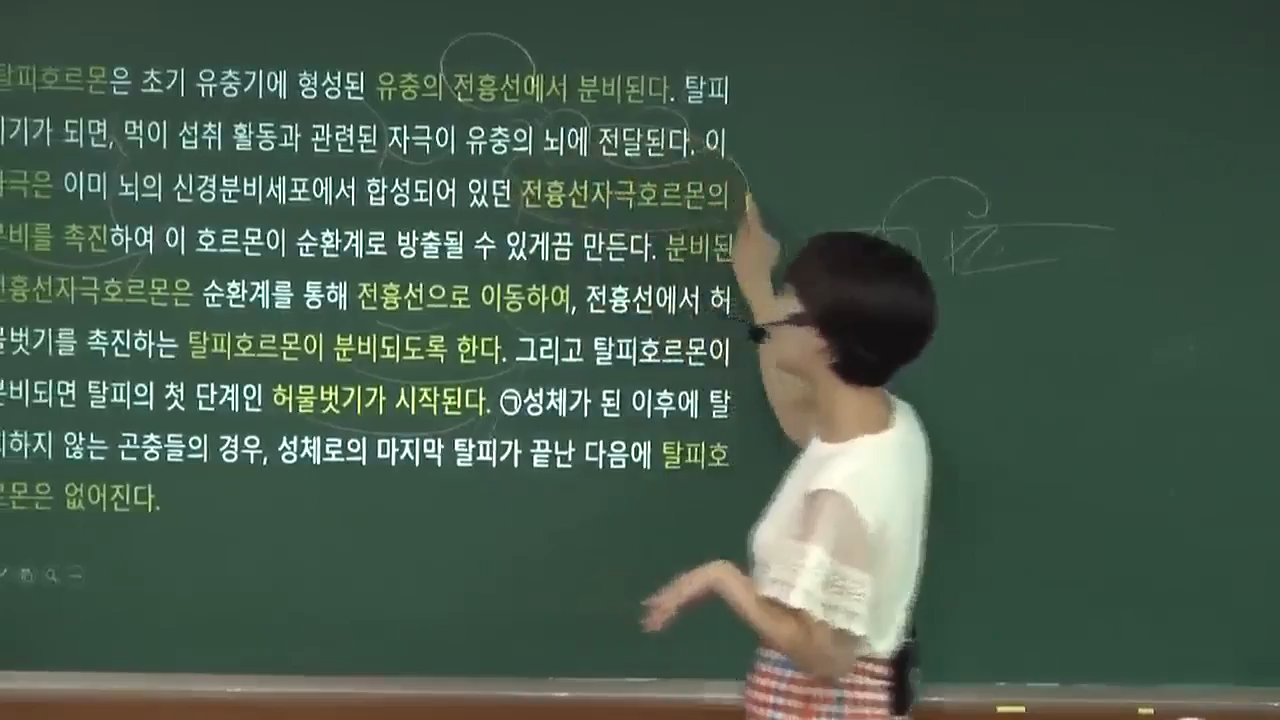 탈피호르몬은 초기 유충기에 형성된 유충의 전흉선에서 분비된다. 탈피
기가 되면, 먹이 섭취 활동과 관련된 자극이 유충의 뇌에 전달된다. 이
자극은 이미 뇌의 신경분비세포에서 합성되어 있던 전흉선자극호르몬의
분비를 촉진하여 이 호르몬이 순환계로 방출될 수 있게끔 만든다. 분비된
전흉선자극호르몬은 순환계를 통해 전흉선으로 이동하여, 전흉선에서 허
물벗기를 촉진하는 탈피호르몬이 분비되도록 한다. 그리고 탈피호르몬이
분비되면 탈피의 첫 단계인 허물벗기가 시작된다. ㉠성체가 된 이후에 탈
피하지 않는 곤충들의 경우, 성체로의 마지막 탈피가 끝난 다음에 탈피호
르몬은 없어진다.